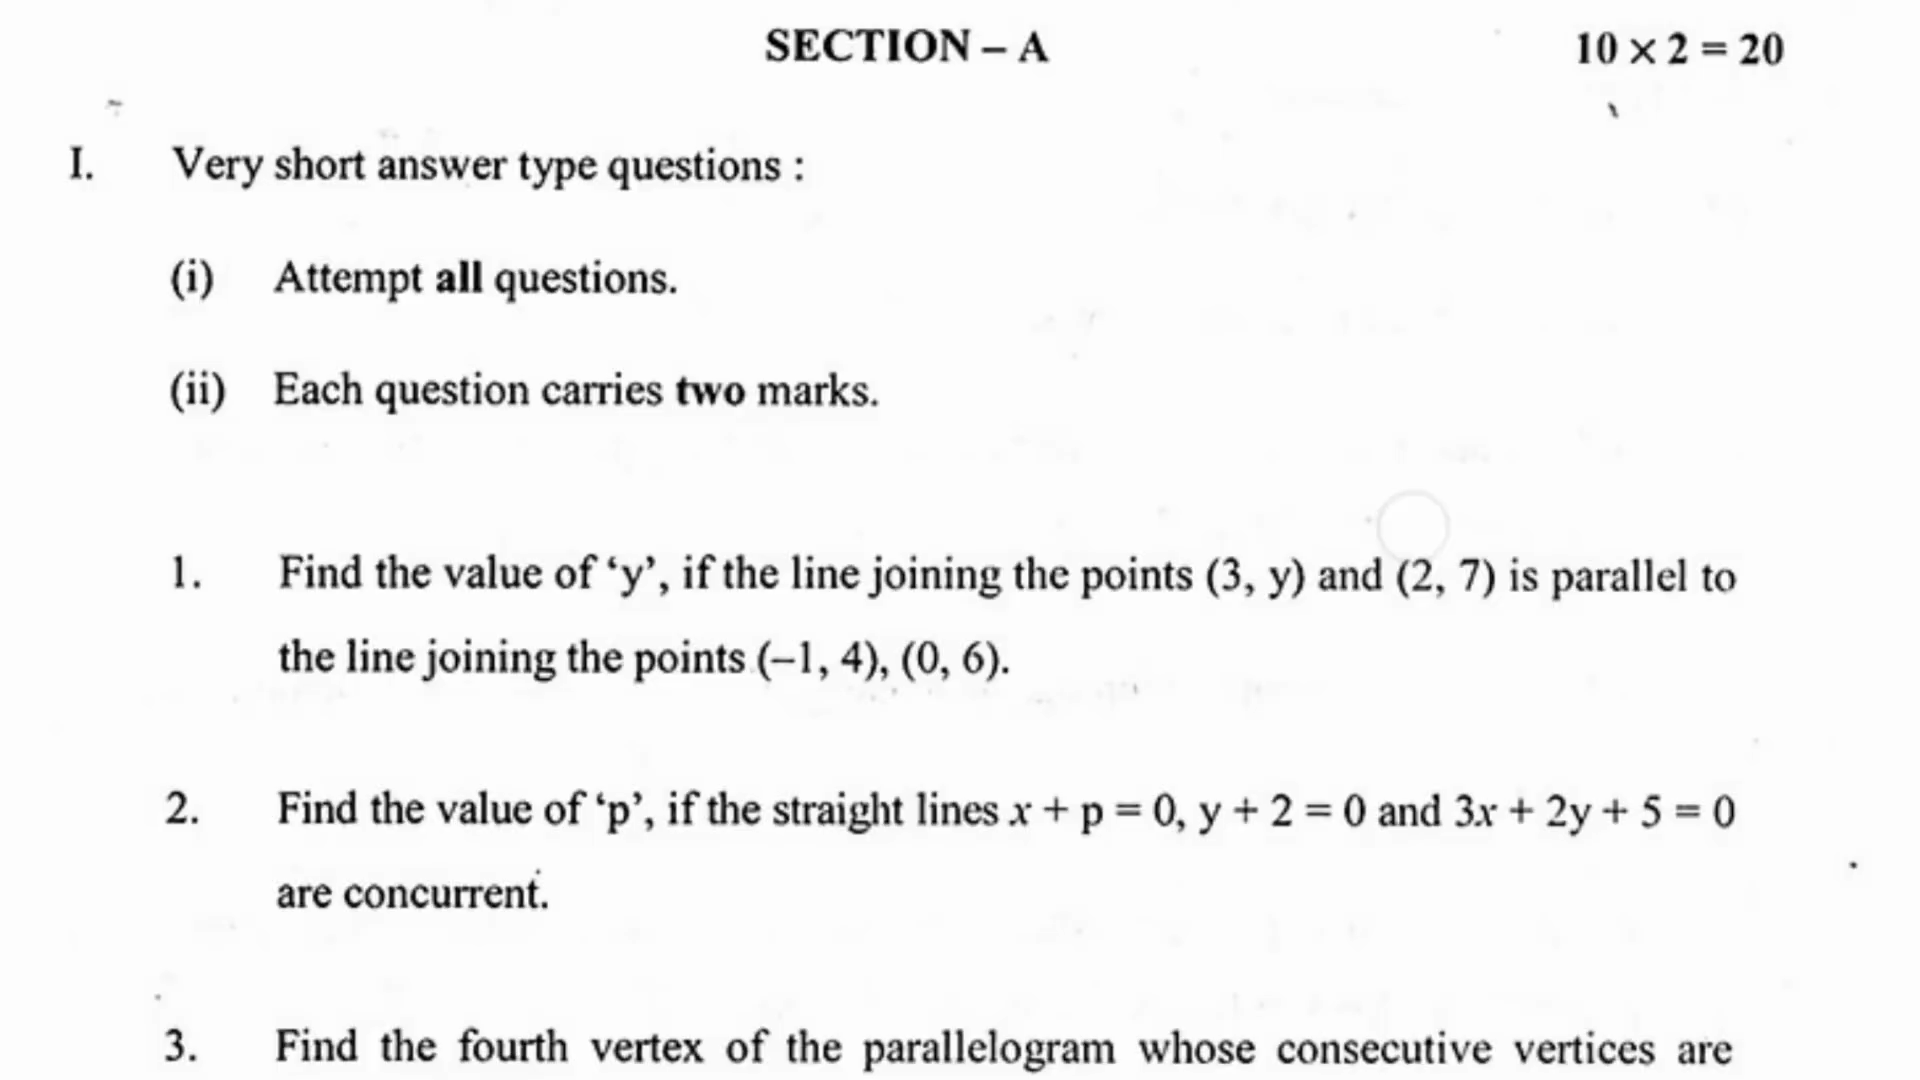 SECTION – A 10 × 2 = 20
I. Very short answer type questions :
(i) Attempt all questions.
(ii) Each question carries two marks.
1. Find the value of ‘y’, if the line joining the points (3, y) and (2, 7) is parallel to
the line joining the points (–1, 4), (0, 6).
2. Find the value of ‘p’, if the straight lines x + p = 0, y + 2 = 0 and 3x + 2y + 5 = 0
are concurrent.
3. Find the fourth vertex of the parallelogram whose consecutive vertices are